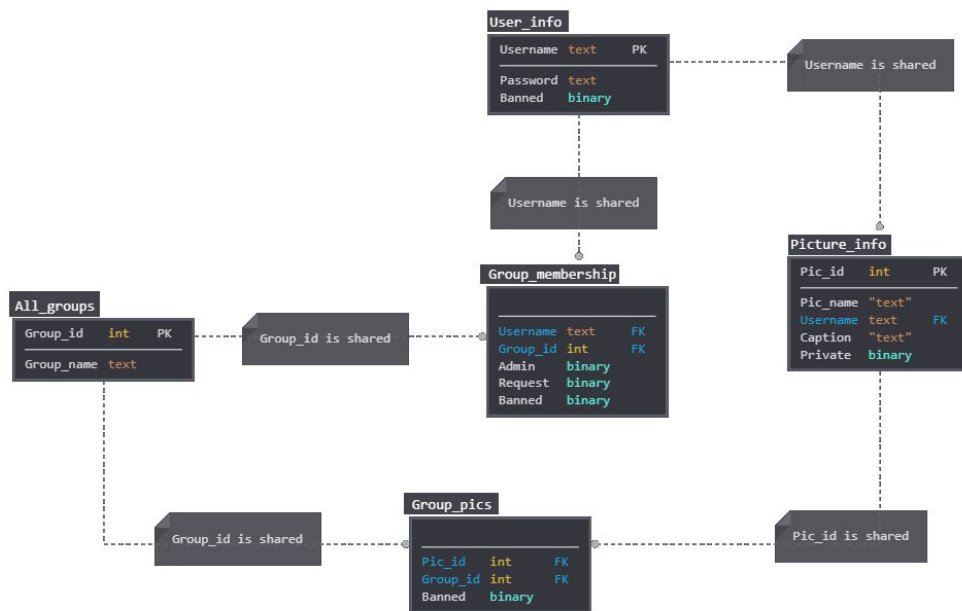 User_info
Username text PK
Password text
Banned binary
Username is shared
Username is shared
Picture_info
Pic_id int PK
Pic_name "text"
Username text FK
Caption "text"
Private binary
Group_membership
Username text FK
Group_id int FK
Admin binary
Request binary
Banned binary
All_groups
Group_id int PK
Group_name text
Group_id is shared
Group_pics
Pic_id int FK
Group_id int FK
Banned binary
Group_id is shared
Pic_id is shared